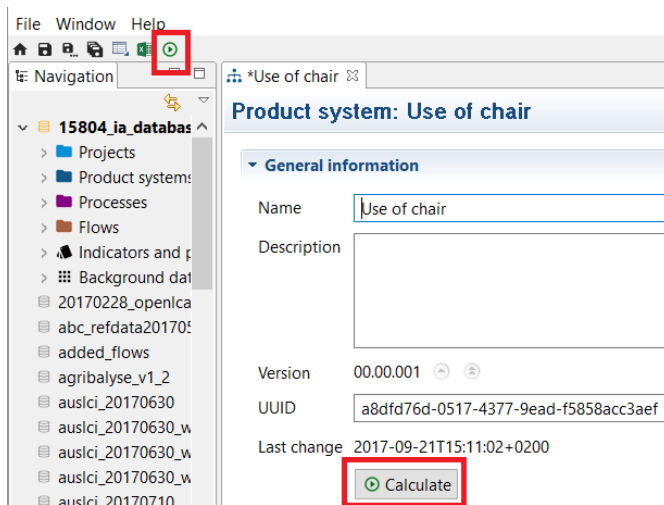 File Window Help
Navigation
*Use of chair
15804_ia_databas
Projects
Product systems
Processes
Flows
Indicators and p
Background dat
20170228_openlca
abc_refdata201705
added_flows
agribalyse_v1_2
auslci_20170630
auslci_20170630_w
auslci_20170630_w
auslci_20170630_w
auslci_20170710
Product system: Use of chair
General information
Name Use of chair
Description
Version 00.00.001
UUID a8dfd76d-0517-4377-9ead-f5858acc3aef
Last change 2017-09-21T15:11:02+0200
Calculate